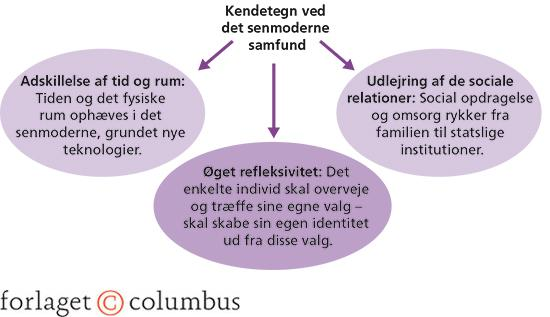 Kendetegn ved
det senmoderne
samfund
Adskillelse af tid og rum:
Tiden og det fysiske
rum ophæves i det
senmoderne, grundet nye
teknologier.
Udlejring af de sociale
relationer: Social opdragelse
og omsorg rykker fra
familien til statslige
institutioner.
Øget refleksivitet: Det
enkelte individ skal overveje
og træffe sine egne valg –
skal skabe sin egen identitet
ud fra disse valg.
forlaget © columbus